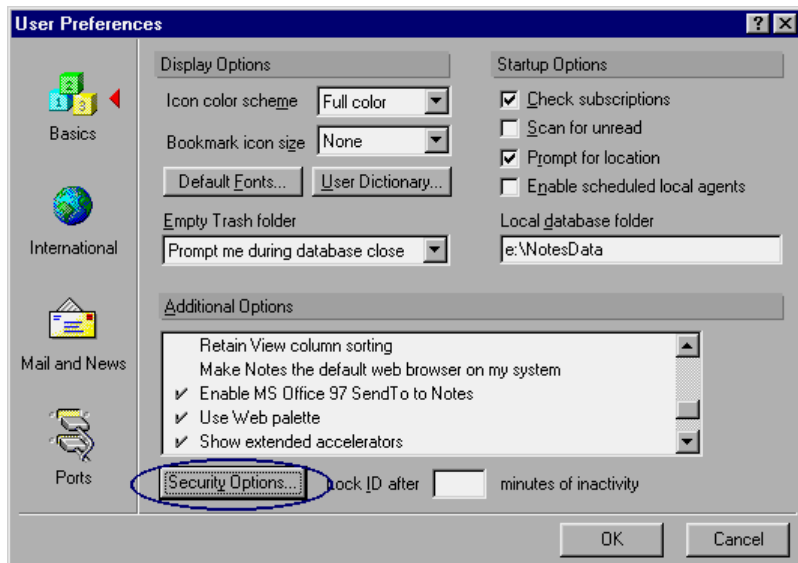 User Preferences
Basics
International
Mail and News
Ports
Display Options
Icon color scheme Full color
Bookmark icon size None
Default Fonts... User Dictionary...
Empty Trash folder
Prompt me during database close
Startup Options
Check subscriptions
Scan for unread
Prompt for location
Enable scheduled local agents
Local database folder
e:\NotesData
Additional Options
Retain View column sorting
Make Notes the default web browser on my system
Enable MS Office 97 SendTo to Notes
Use Web palette
Show extended accelerators
Security Options... Lock ID after minutes of inactivity
OK Cancel